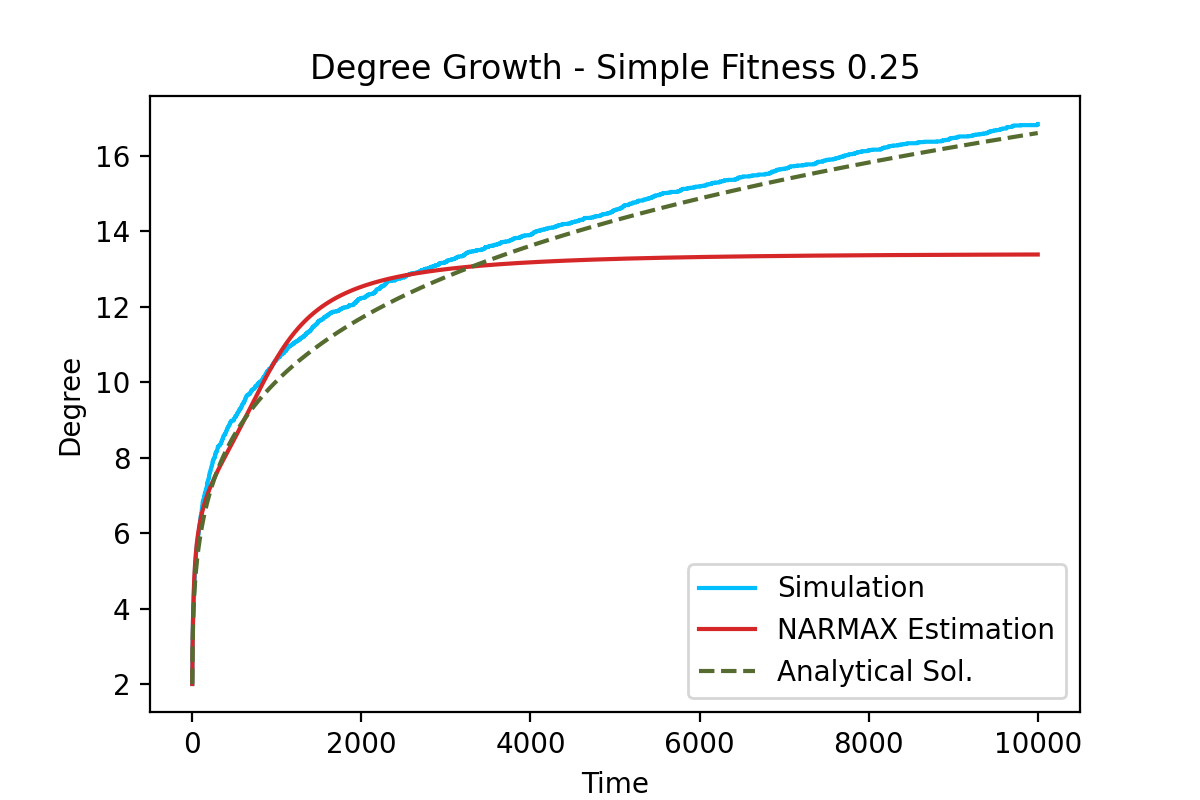 Degree Growth - Simple Fitness 0.25
16
14
12
10
8
6
4
2
Degree
Simulation
NARMAX Estimation
Analytical Sol.
0 2000 4000 6000 8000 10000
Time